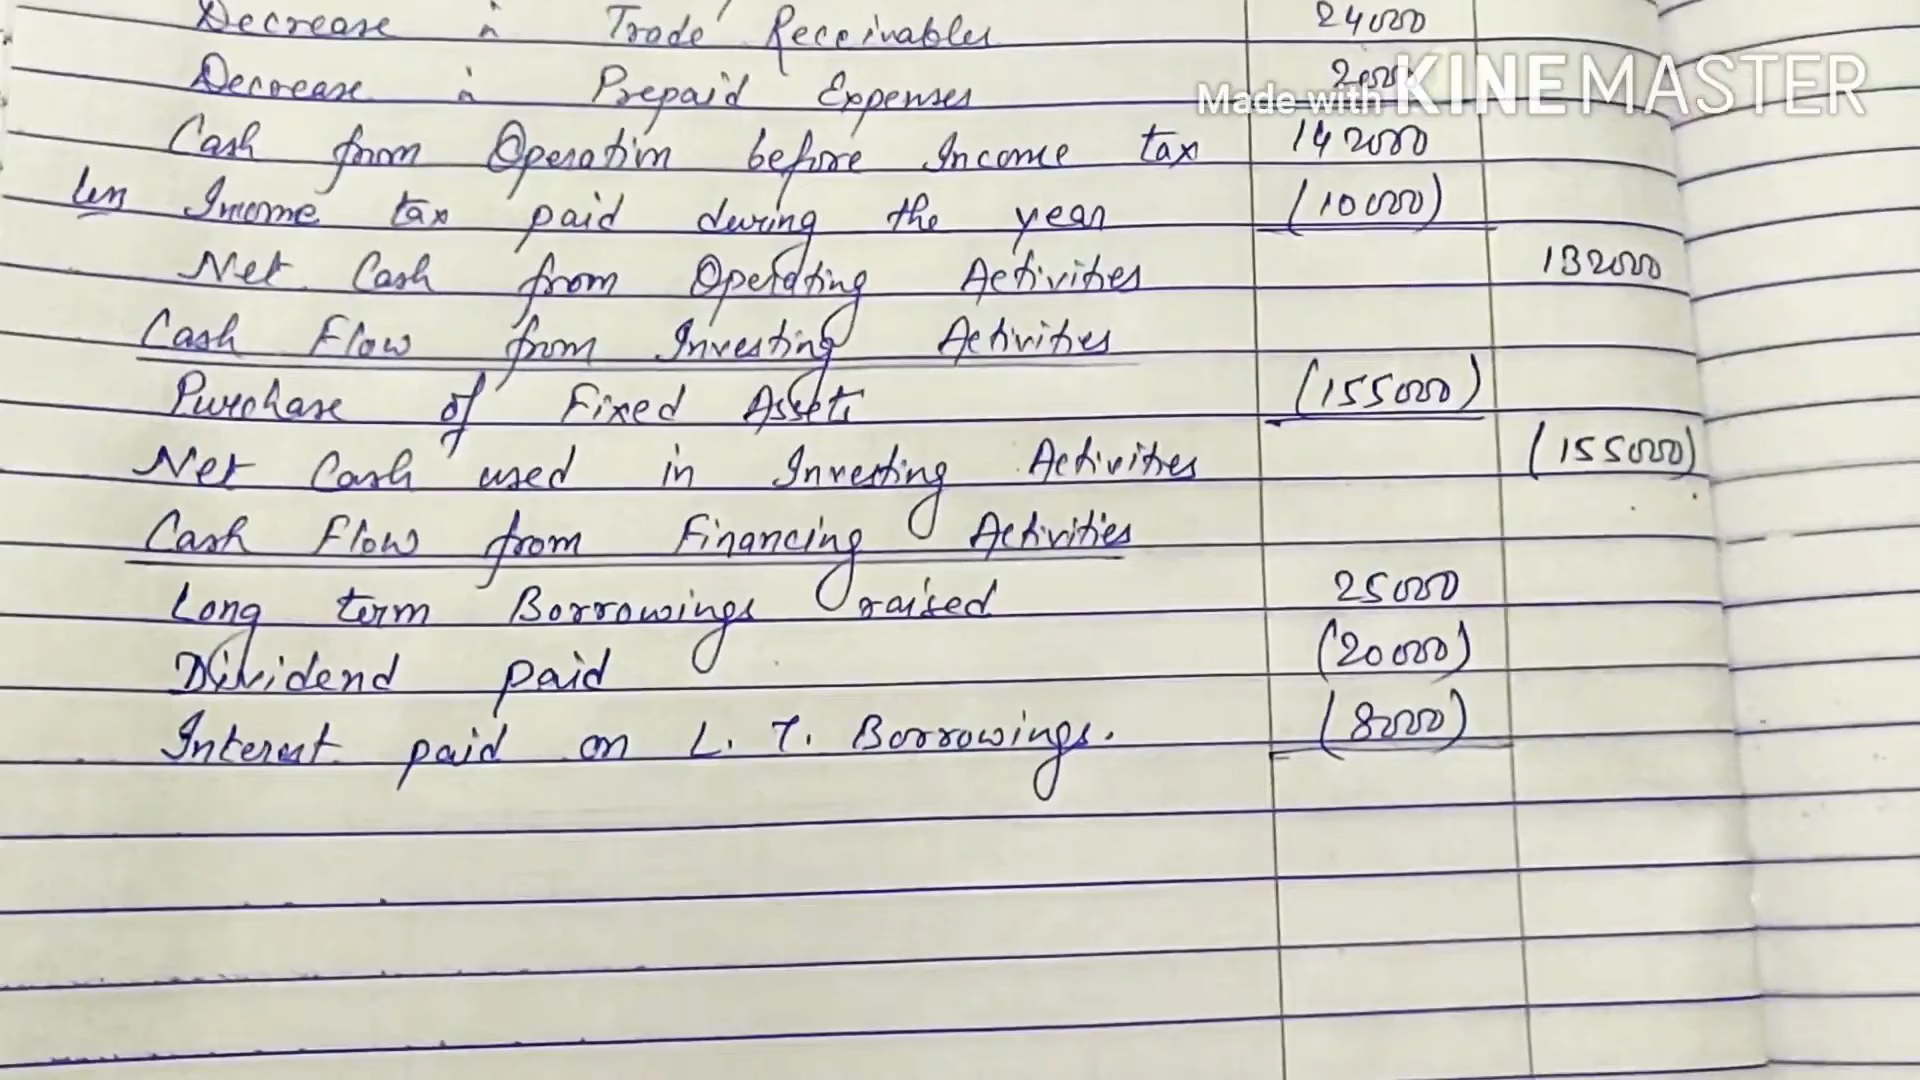 Decrease in Trade Receivables 24000
Decrease in Prepaid Expenses 2000
Made with KINEMASTER
Cash from Operation before Income tax 142000
Less Income tax paid during the year (10000)
Net Cash from Operating Activities 132000
Cash Flow from Investing Activities
Purchase of Fixed Assets (155000)
Net Cash used in Investing Activities (155000)
Cash Flow from Financing Activities
Long term Borrowings raised 25000
Dividend paid (20000)
Interest paid on L. T. Borrowings. (8000)